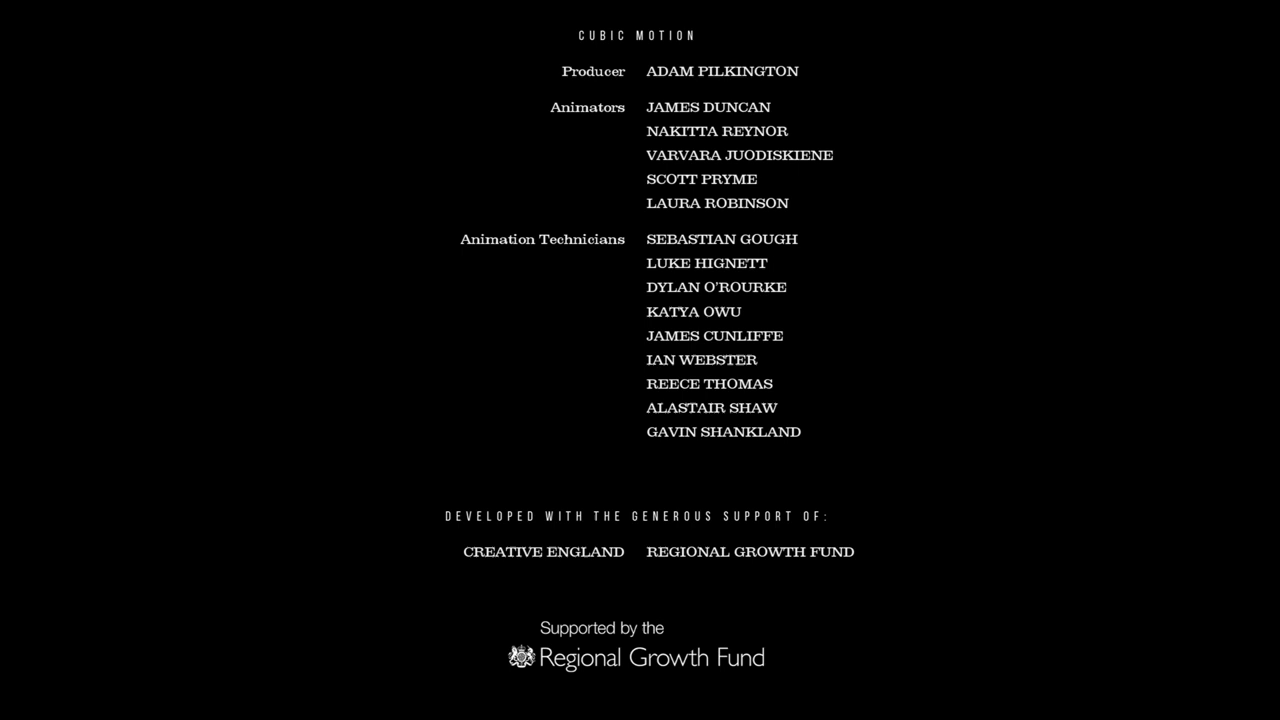 CUBIC MOTION
Producer ADAM PILKINGTON
Animators JAMES DUNCAN
NAKITTA REYNOR
VARVARA JUODISKIENE
SCOTT PRYME
LAURA ROBINSON
Animation Technicians SEBASTIAN GOUGH
LUKE HIGNETT
DYLAN O'ROURKE
KATYA OWU
JAMES CUNLIFFE
IAN WEBSTER
REECE THOMAS
ALASTAIR SHAW
GAVIN SHANKLAND
DEVELOPED WITH THE GENEROUS SUPPORT OF:
CREATIVE ENGLAND REGIONAL GROWTH FUND
Supported by the
Regional Growth Fund